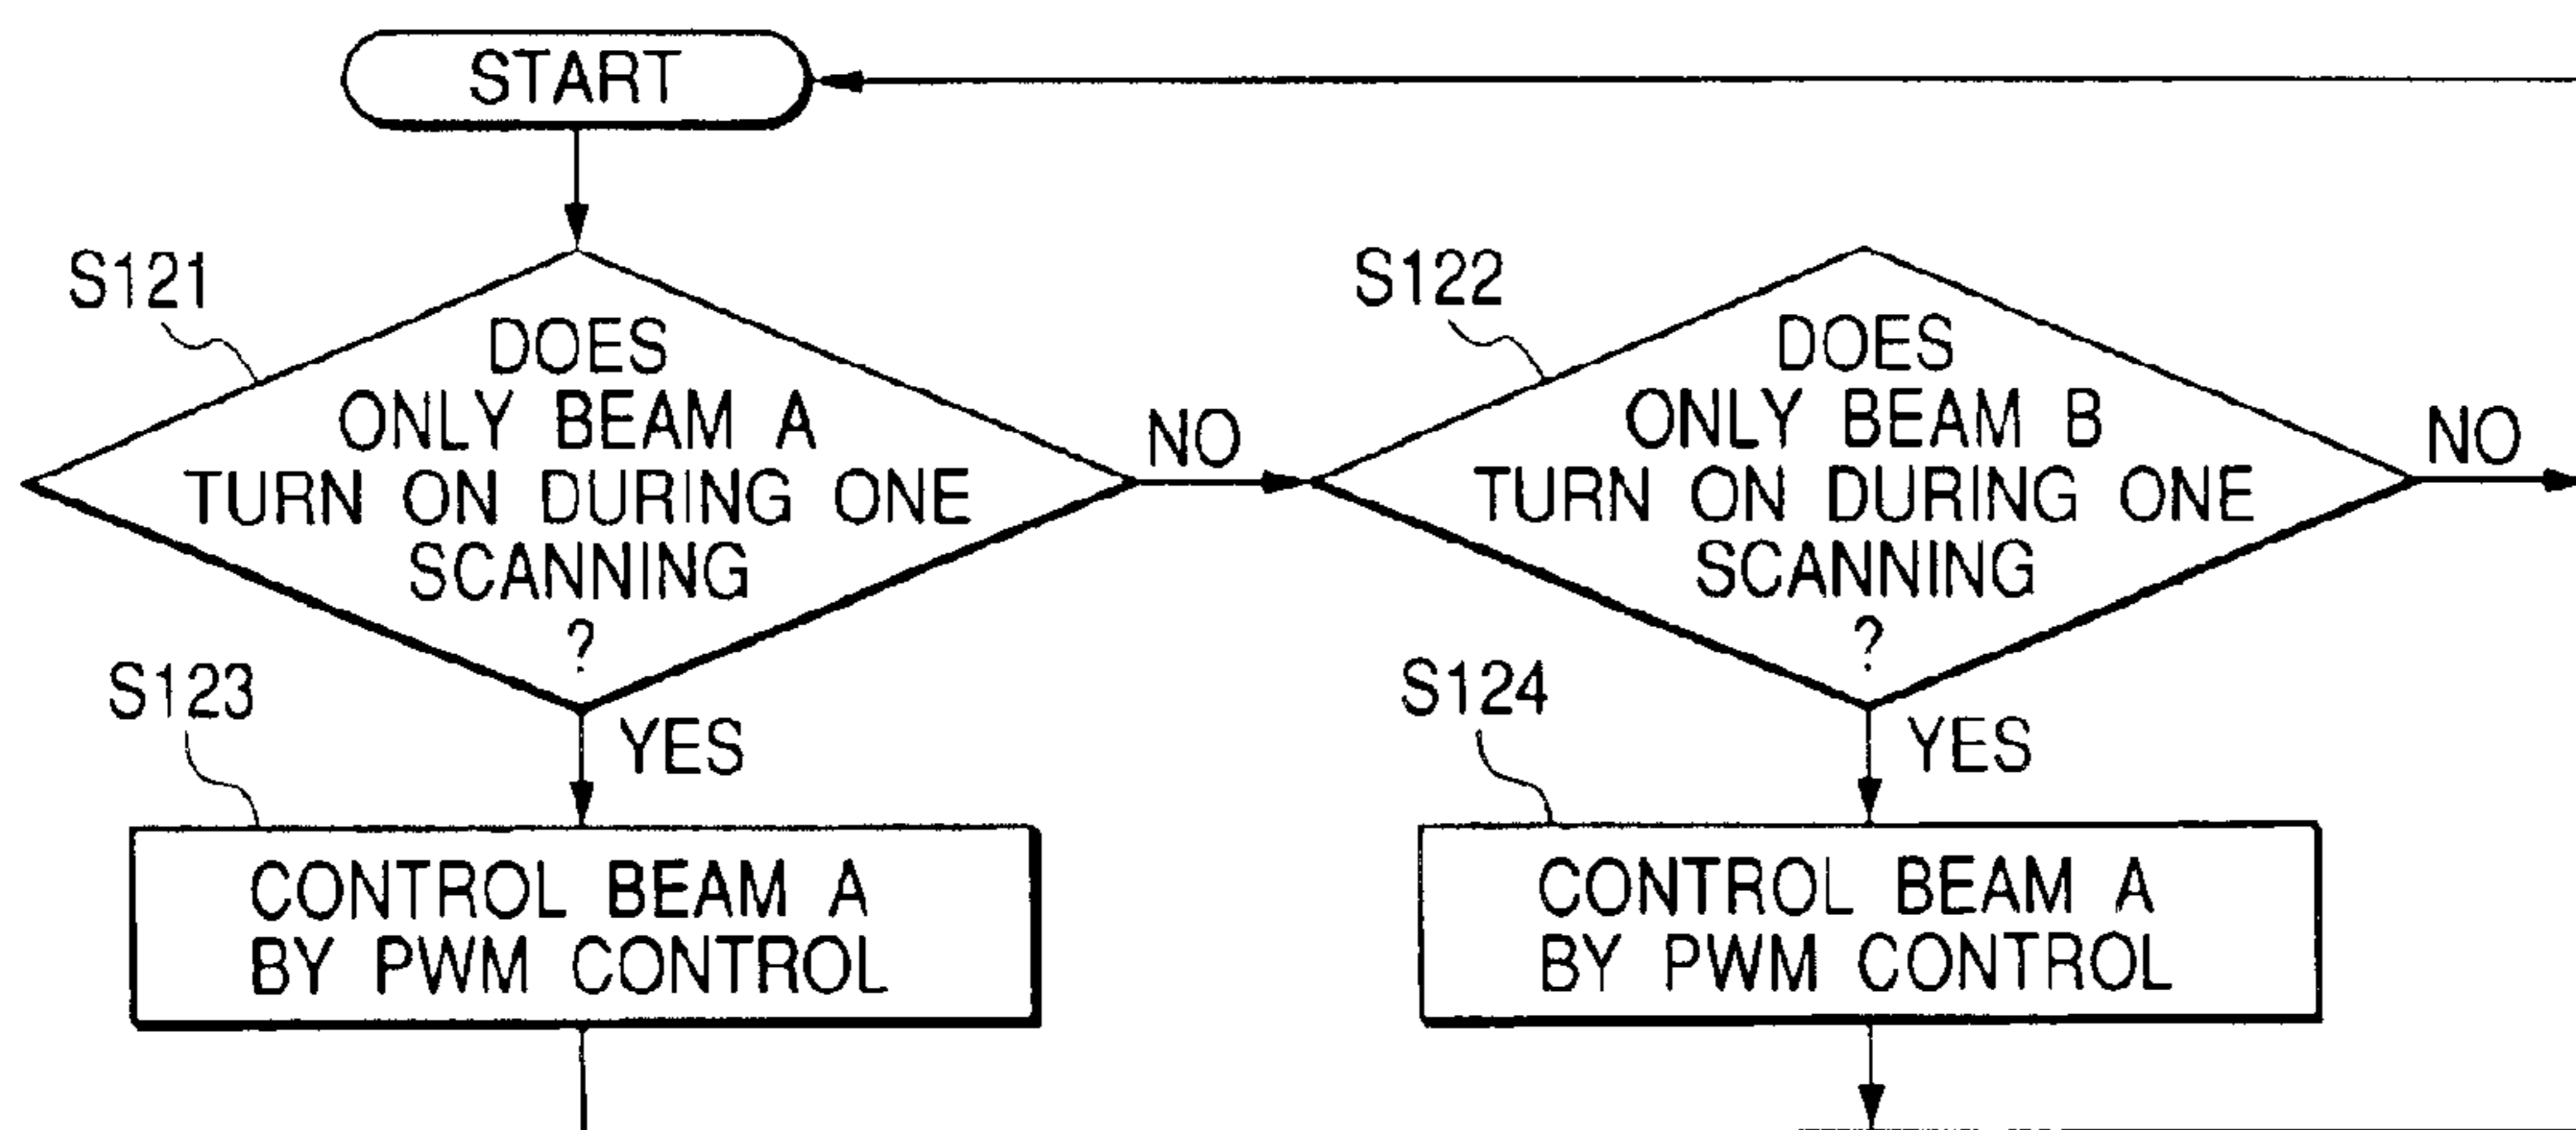 START
S121
DOES
ONLY BEAM A
TURN ON DURING ONE
SCANNING
?
NO
S122
DOES
ONLY BEAM B
TURN ON DURING ONE
SCANNING
?
NO
S123
YES
CONTROL BEAM A
BY PWM CONTROL
S124
YES
CONTROL BEAM A
BY PWM CONTROL